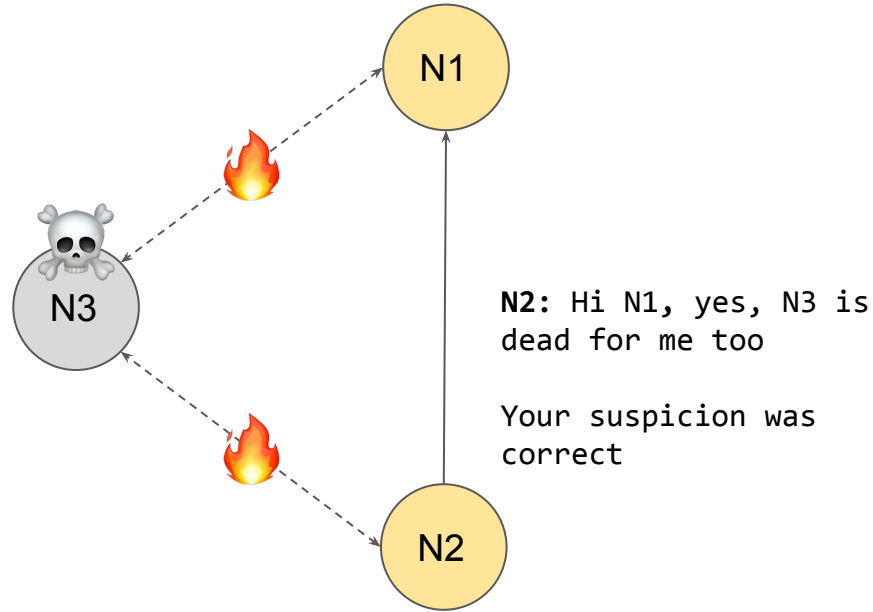 N1
N3
N2: Hi N1, yes, N3 is
dead for me too
Your suspicion was
correct
N2